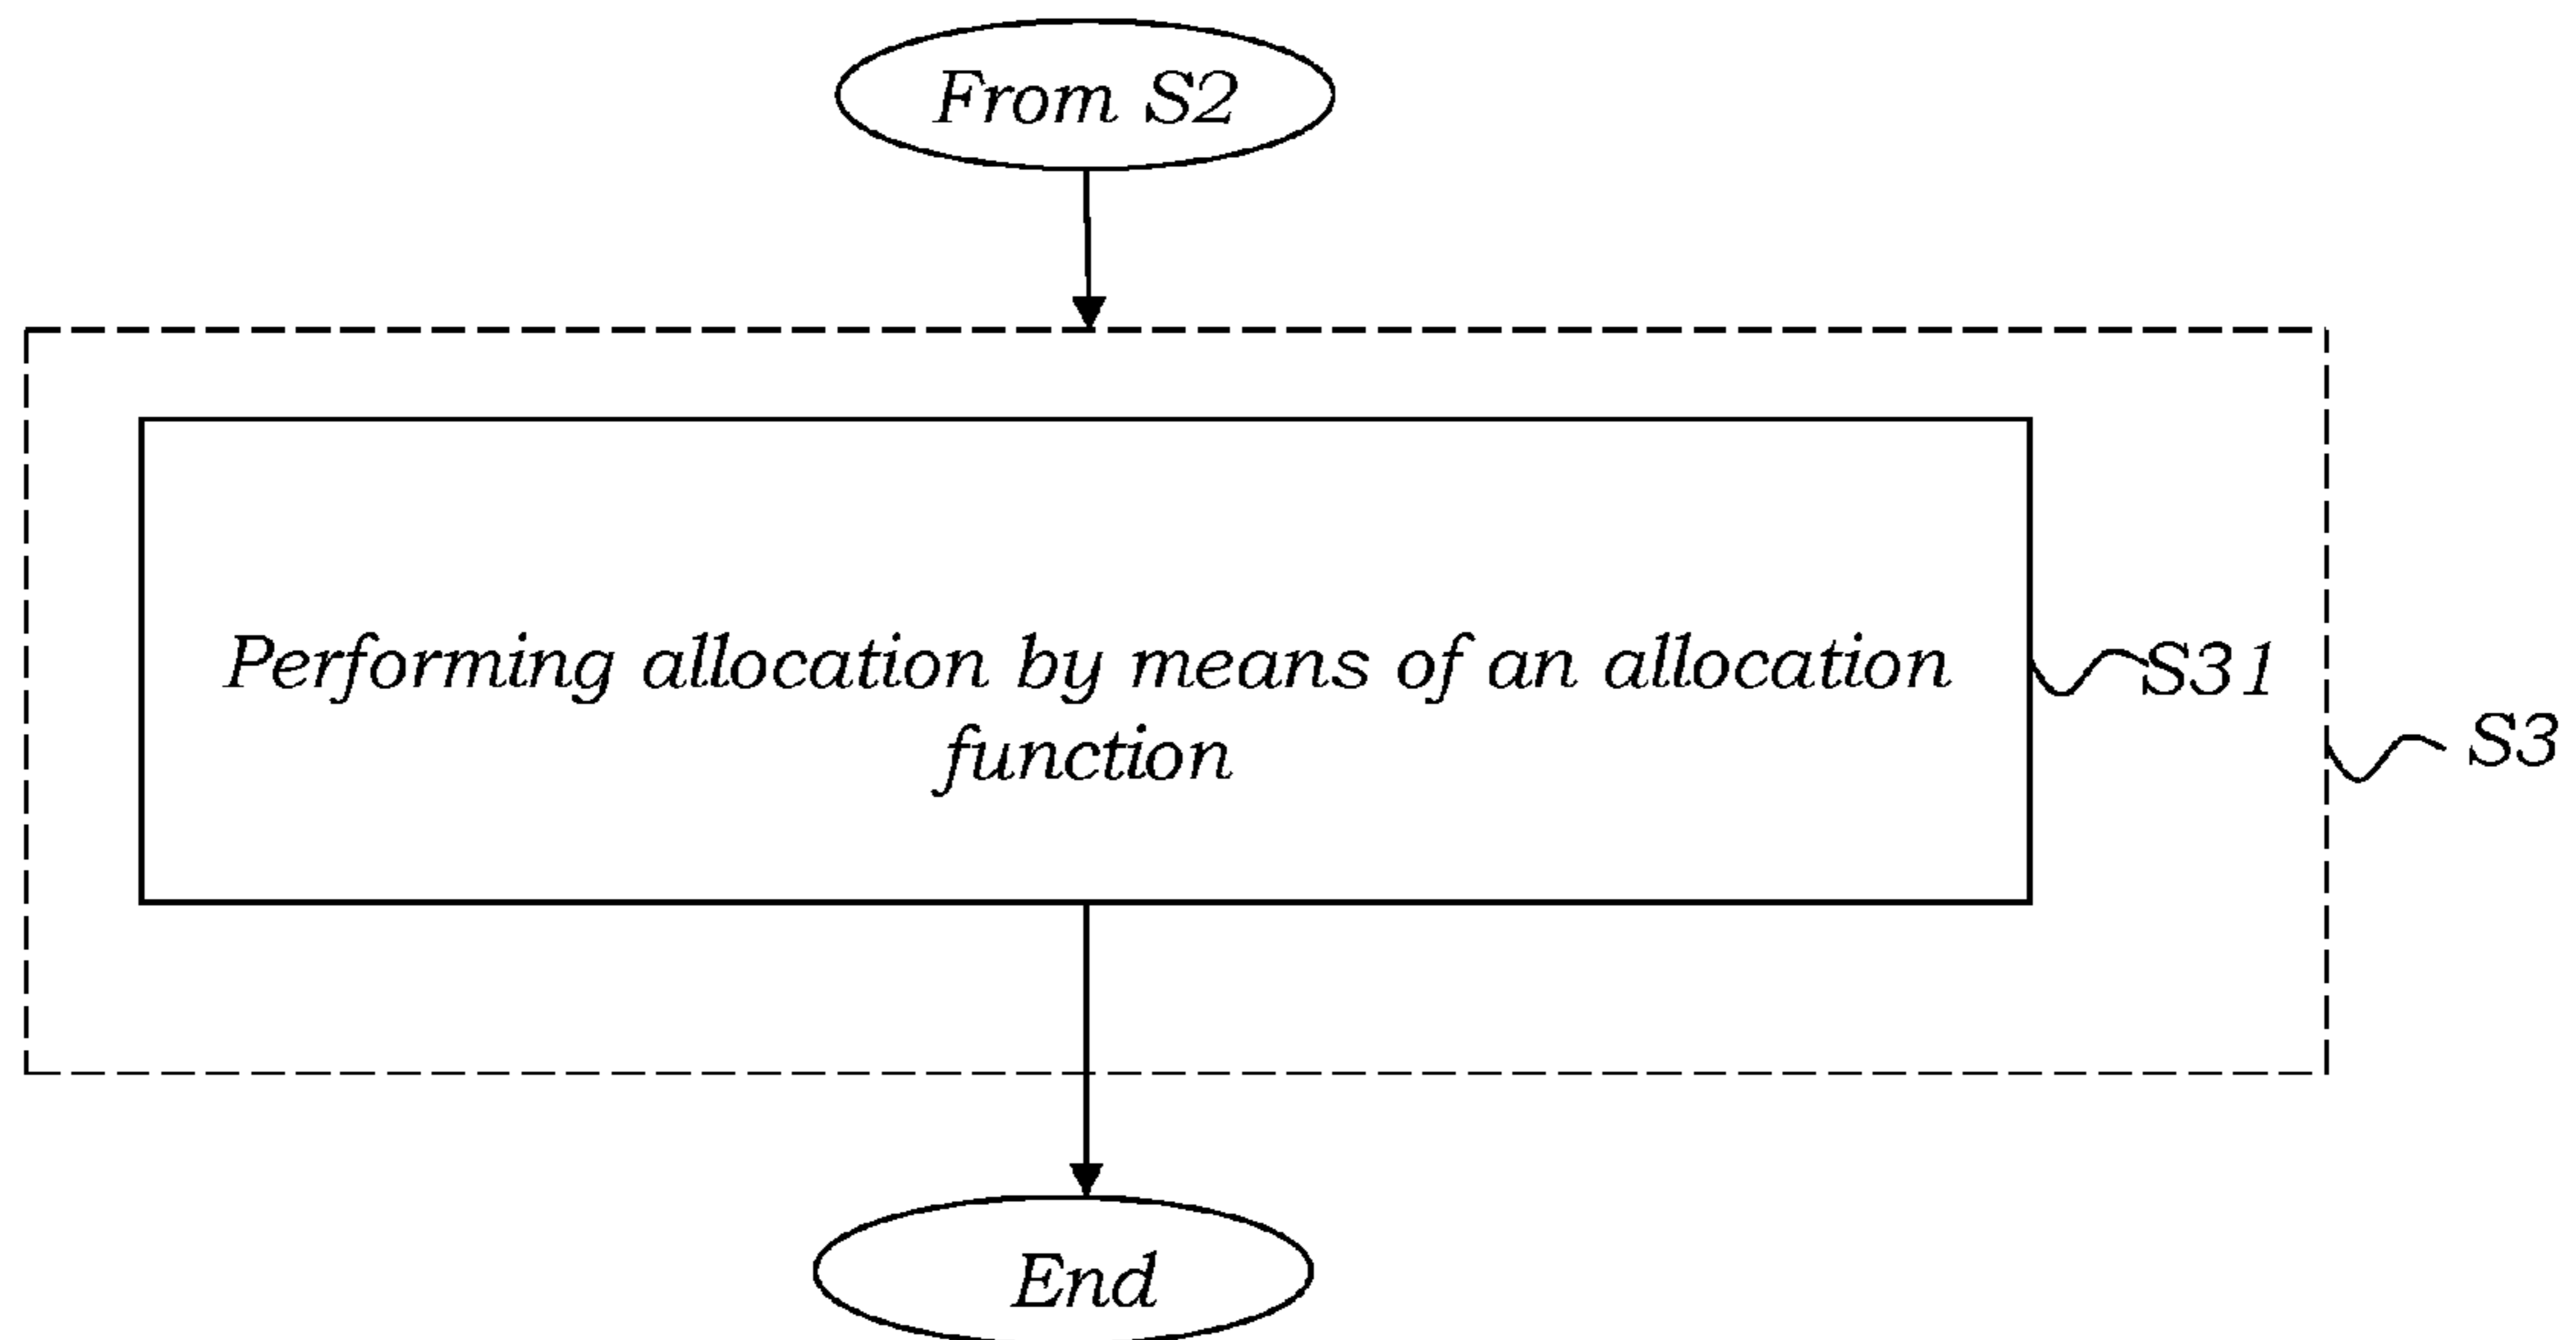 From S2
Performing allocation by means of an allocation
function
S31
S3
End